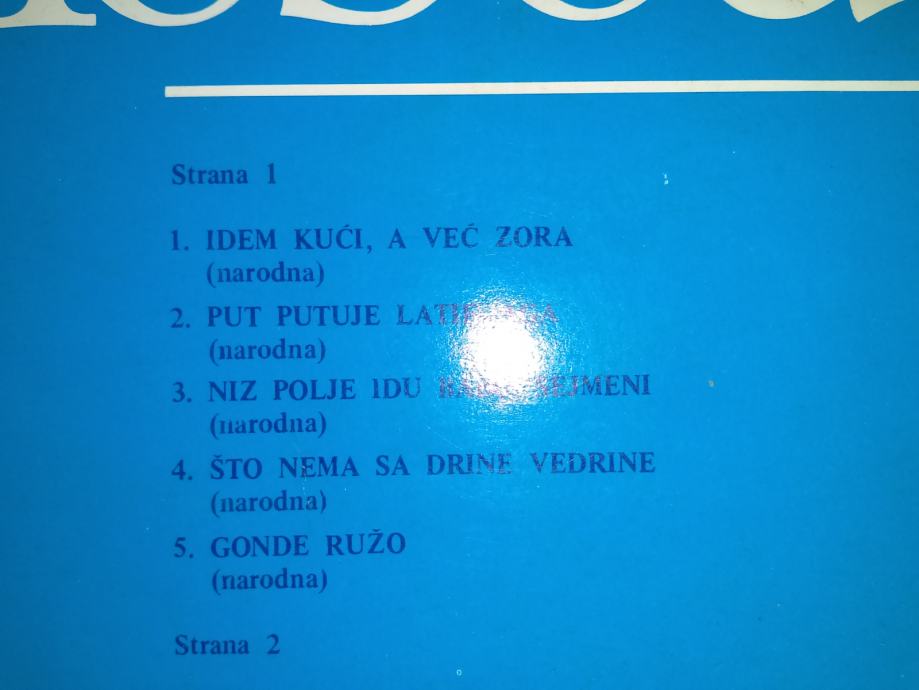 Strana 1
1. IDEM KUĆI, A VEĆ ZORA
(narodna)
2. PUT PUTUJE
(narodna)
3. NIZ POLJE IDU SEJMENI
(narodna)
4. ŠTO NEMA SA DRINE VEDRINE
(narodna)
5. GONDE RUŽO
(narodna)
Strana 2